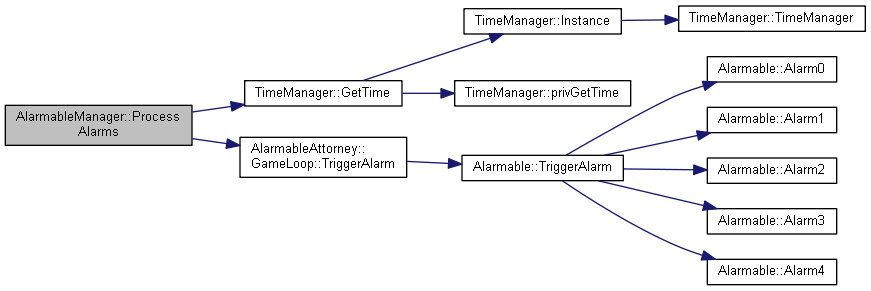 AlarmableManager::Process
Alarms
TimeManager::GetTime
AlarmableAttorney::
GameLoop::TriggerAlarm
TimeManager::Instance
TimeManager::privGetTime
Alarmable::TriggerAlarm
TimeManager::TimeManager
Alarmable::Alarm0
Alarmable::Alarm1
Alarmable::Alarm2
Alarmable::Alarm3
Alarmable::Alarm4